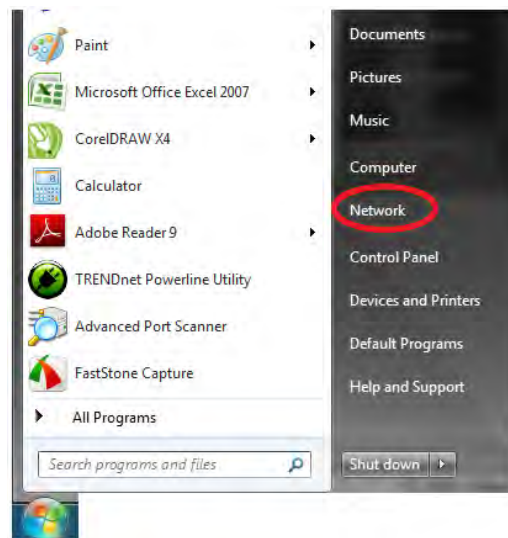 Paint
Microsoft Office Excel 2007
CorelDRAW X4
Calculator
Adobe Reader 9
TRENDnet Powerline Utility
Advanced Port Scanner
FastStone Capture
All Programs
Search programs and files
Documents
Pictures
Music
Computer
Network
Control Panel
Devices and Printers
Default Programs
Help and Support
Shut down